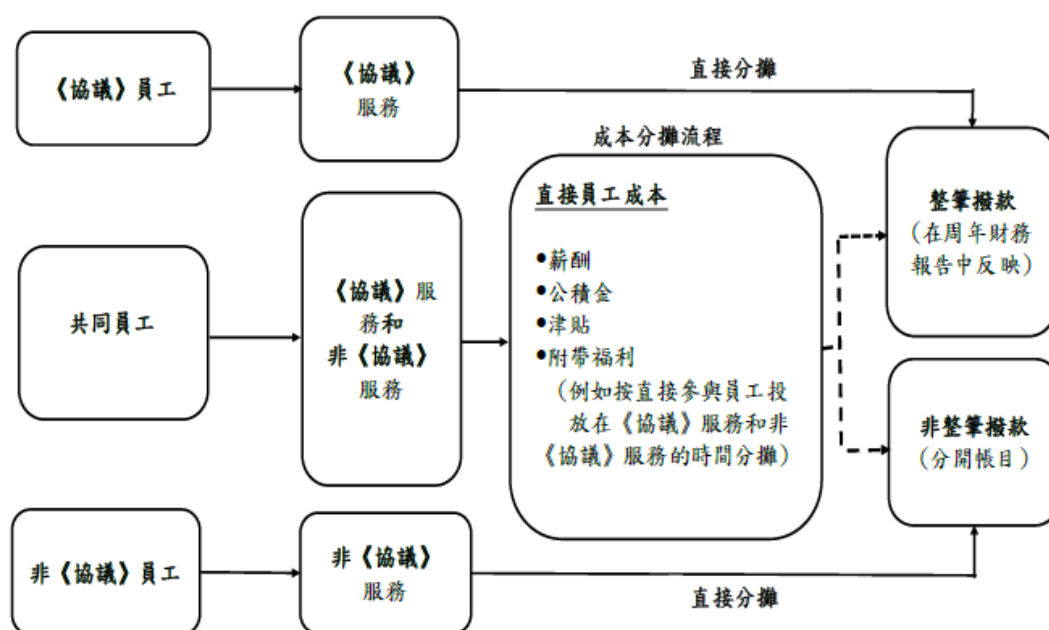 《協議》員工
《協議》
服務
直接分攤
成本分攤流程
整筆撥款
(在周年財務
報告中反映)
共同員工
《協議》服
務和
非《協議》
服務
直接員工成本
•薪酬
•公積金
•津貼
•附帶福利
(例如按直接參與員工投
放在《協議》服務和非
《協議》服務的時間分攤)
非整筆撥款
(分開帳目)
非《協議》員工
非《協議》
服務
直接分攤